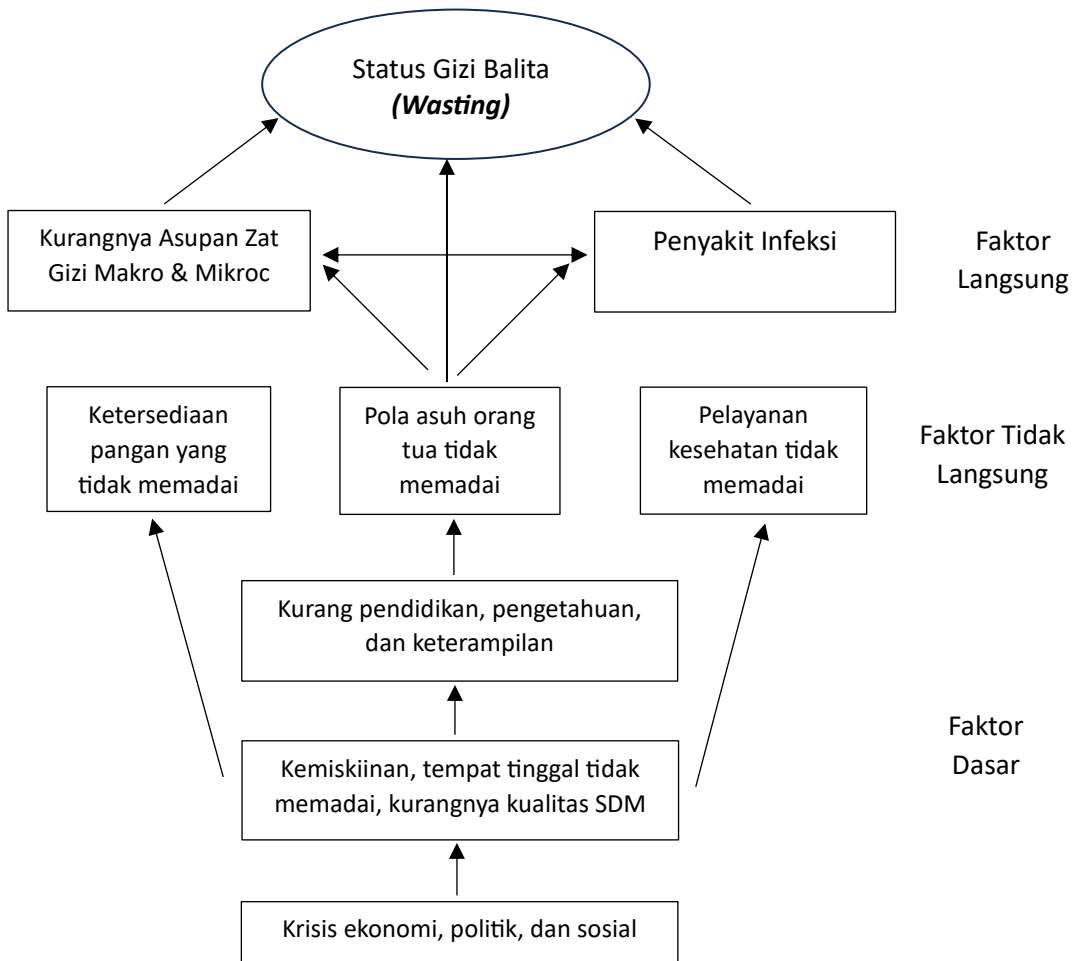 Status Gizi Balita
(Wasting)
Kurangnya Asupan Zat
Gizi Makro & Mikroc
Penyakit Infeksi
Faktor
Langsung
Ketersediaan
pangan yang
tidak memadai
Pola asuh orang
tua tidak
memadai
Pelayanan
kesehatan tidak
memadai
Faktor Tidak
Langsung
Kurang pendidikan, pengetahuan,
dan keterampilan
Kemiskiinan, tempat tinggal tidak
memadai, kurangnya kualitas SDM
Faktor
Dasar
Krisis ekonomi, politik, dan sosial